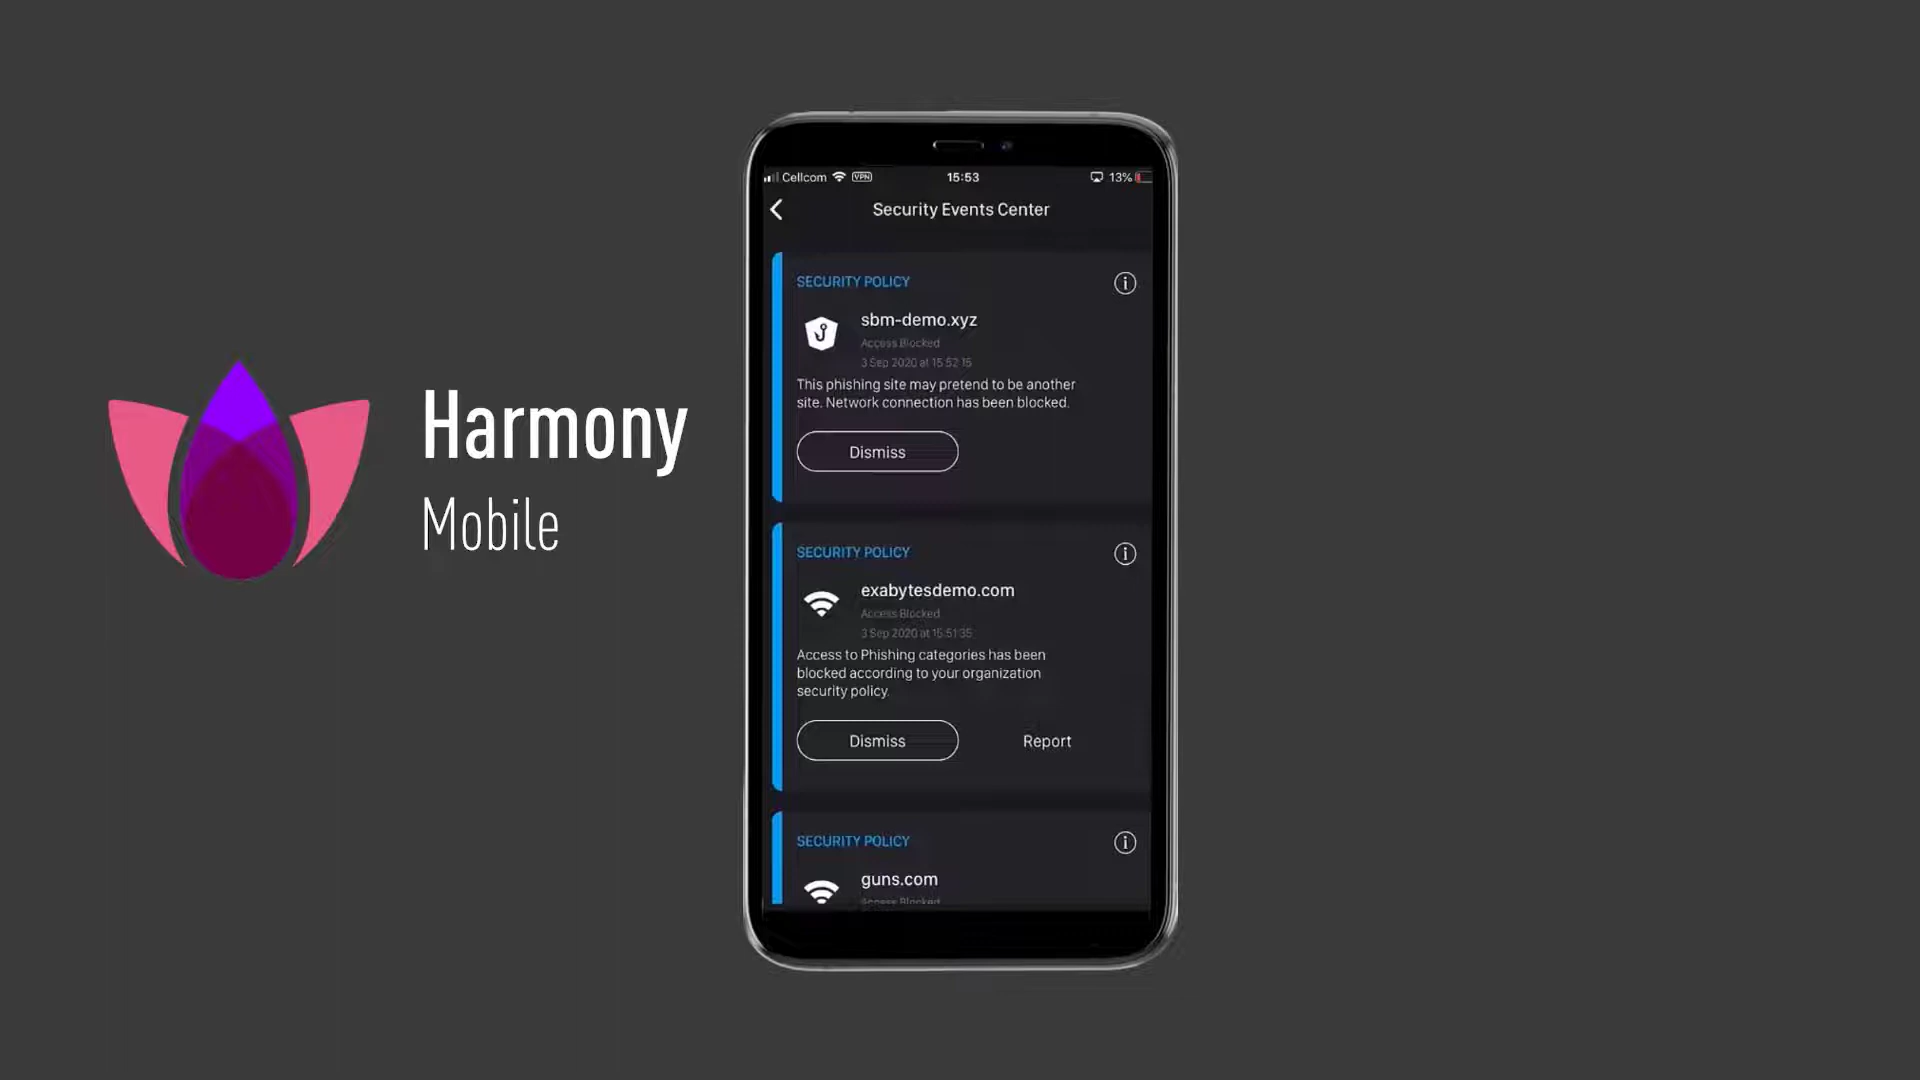 Harmony
Mobile
Cellcom VPN 15:53 13%
Security Events Center
SECURITY POLICY
sbm-demo.xyz
Access Blocked
3 Sep 2020 at 15:52:15
This phishing site may pretend to be another
site. Network connection has been blocked.
Dismiss
SECURITY POLICY
exabytesdemo.com
Access Blocked
3 Sep 2020 at 15:51:35
Access to Phishing categories has been
blocked according to your organization
security policy.
Dismiss Report
SECURITY POLICY
guns.com
Access Blocked